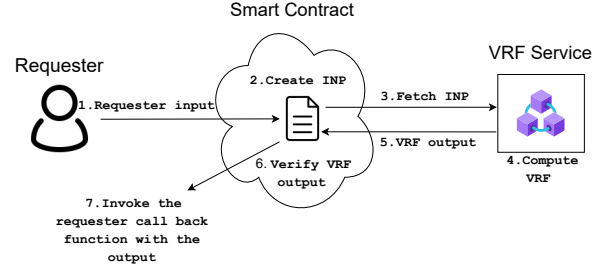 Smart Contract
Requester
VRF Service
1.Requester input
2.Create INP
3.Fetch INP
5.VRF output
4.Compute
VRF
6.Verify VRF
output
7.Invoke the
requester call back
function with the
output